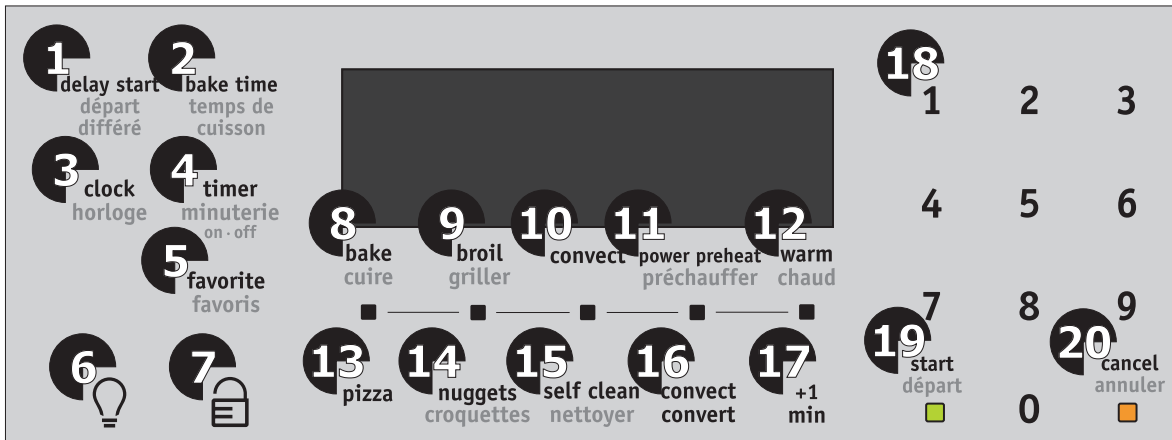 1 2
delay start bake time
départ temps de
différé cuisson
3 4
clock timer
horloge minuterie
on · off
5
favorite
favoris
6 7
8 9 10 11 12
bake broil convect power preheat warm
cuire griller préchauffer chaud
13 14 15 16 17
pizza nuggets self clean convect +1
croquettes nettoyer convert min
18
1 2 3
4 5 6
7 8 9
19 20
start cancel
départ annuler
0